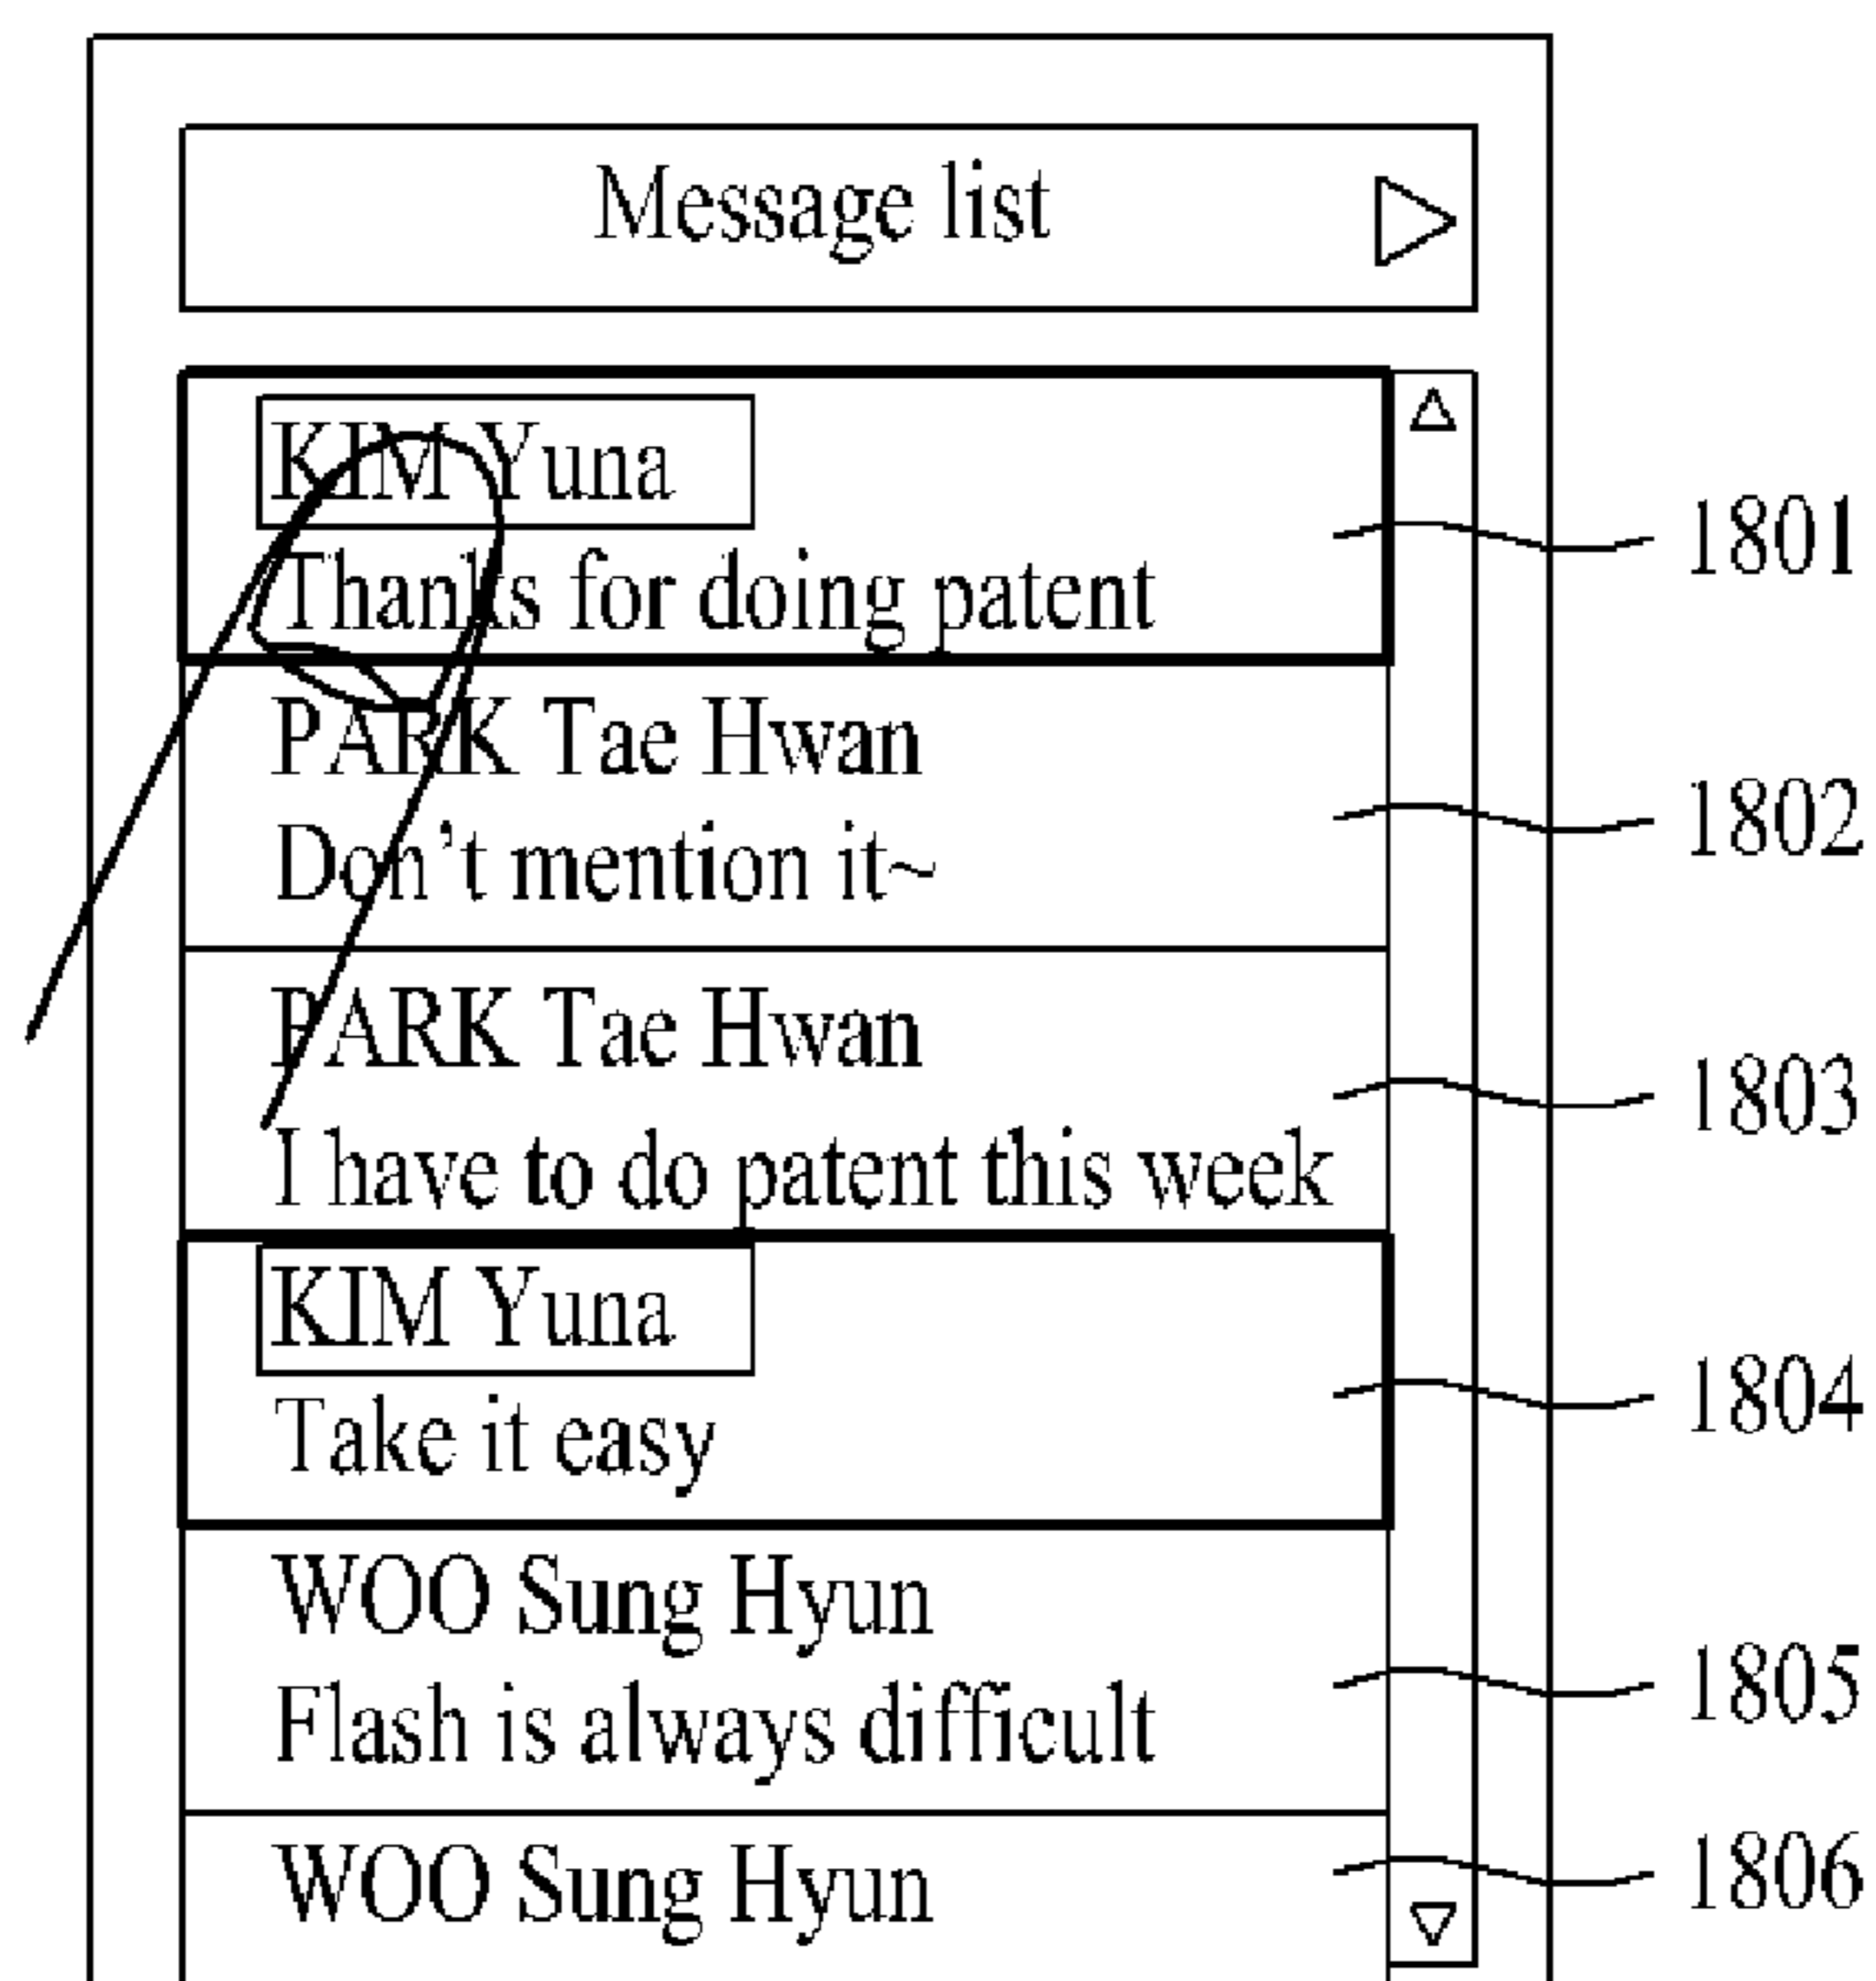 Message list
KIM Yuna
Thanks for doing patent
1801
PARK Tae Hwan
Don't mention it~
1802
PARK Tae Hwan
I have to do patent this week
1803
KIM Yuna
Take it easy
1804
WOO Sung Hyun
Flash is always difficult
1805
WOO Sung Hyun
1806